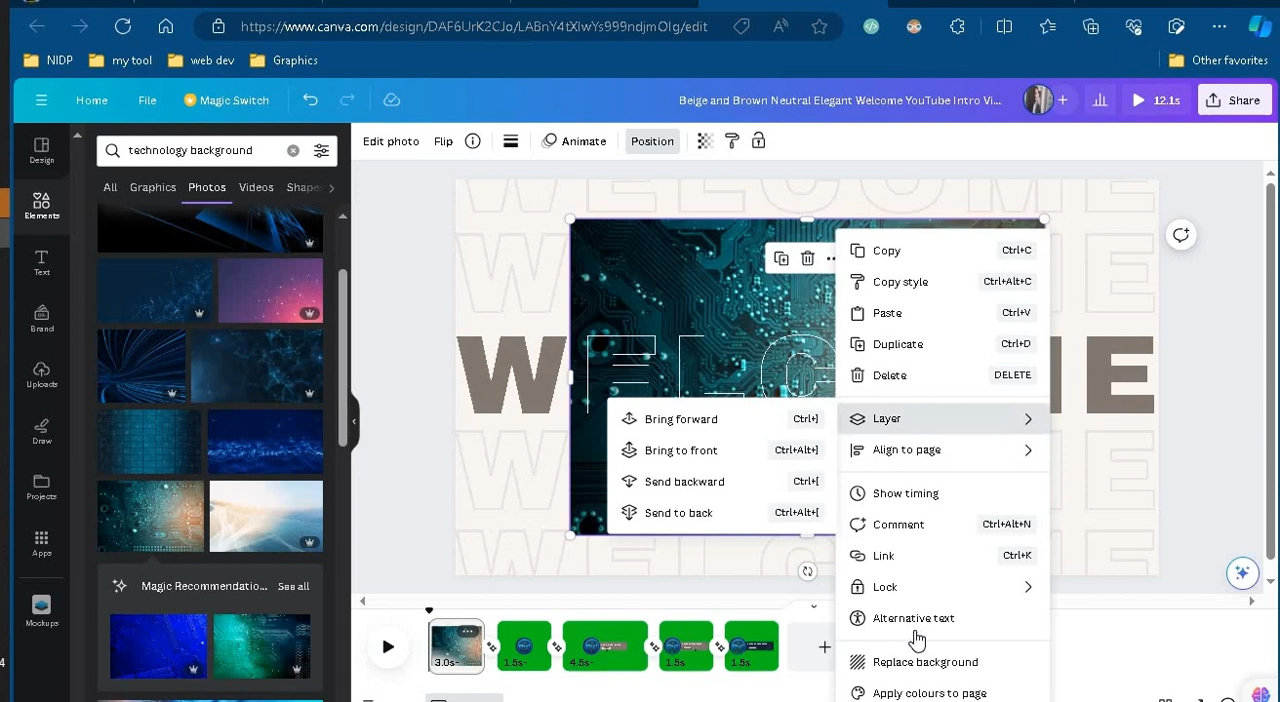 https://www.canva.com/design/DAF6UrK2CJo/LABnY4tXlwYs999ndjmOlg/edit
NIDP
my tool
web dev
Graphics
Other favorites
Home
File
Magic Switch
Beige and Brown Neutral Elegant Welcome YouTube Intro Vi...
12.1s
Share
Design
Elements
Text
Brand
Uploads
Draw
Projects
Apps
Mockups
technology background
All
Graphics
Photos
Videos
Shape
Magic Recommendatio...
See all
Edit photo
Flip
Animate
Position
WELCOME
Copy Ctrl+C
Copy style Ctrl+Alt+C
Paste Ctrl+V
Duplicate Ctrl+D
Delete DELETE
Layer
Align to page
Show timing
Comment Ctrl+Alt+N
Link Ctrl+K
Lock
Alternative text
Replace background
Apply colours to page
Bring forward Ctrl+]
Bring to front Ctrl+Alt+]
Send backward Ctrl+[
Send to back Ctrl+Alt+[
3.0s
1.5s
4.5s
1.5s
1.5s